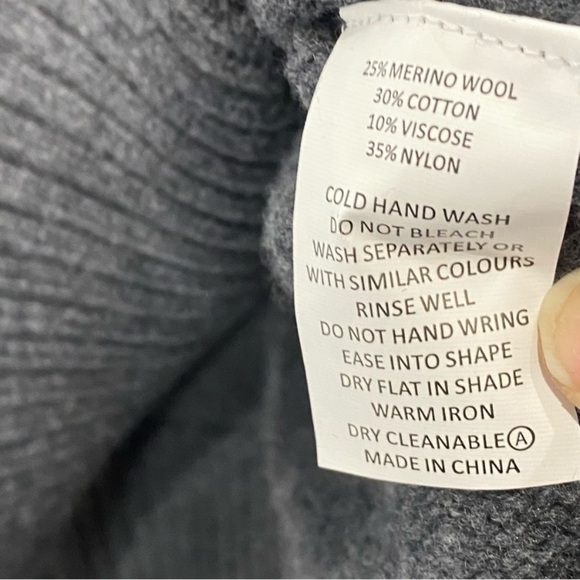 25% MERINO WOOL
30% COTTON
10% VISCOSE
35% NYLON
COLD HAND WASH
DO NOT BLEACH
WASH SEPARATELY OR
WITH SIMILAR COLOURS
RINSE WELL
DO NOT HAND WRING
EASE INTO SHAPE
DRY FLAT IN SHADE
WARM IRON
DRY CLEANABLE Ⓐ
MADE IN CHINA